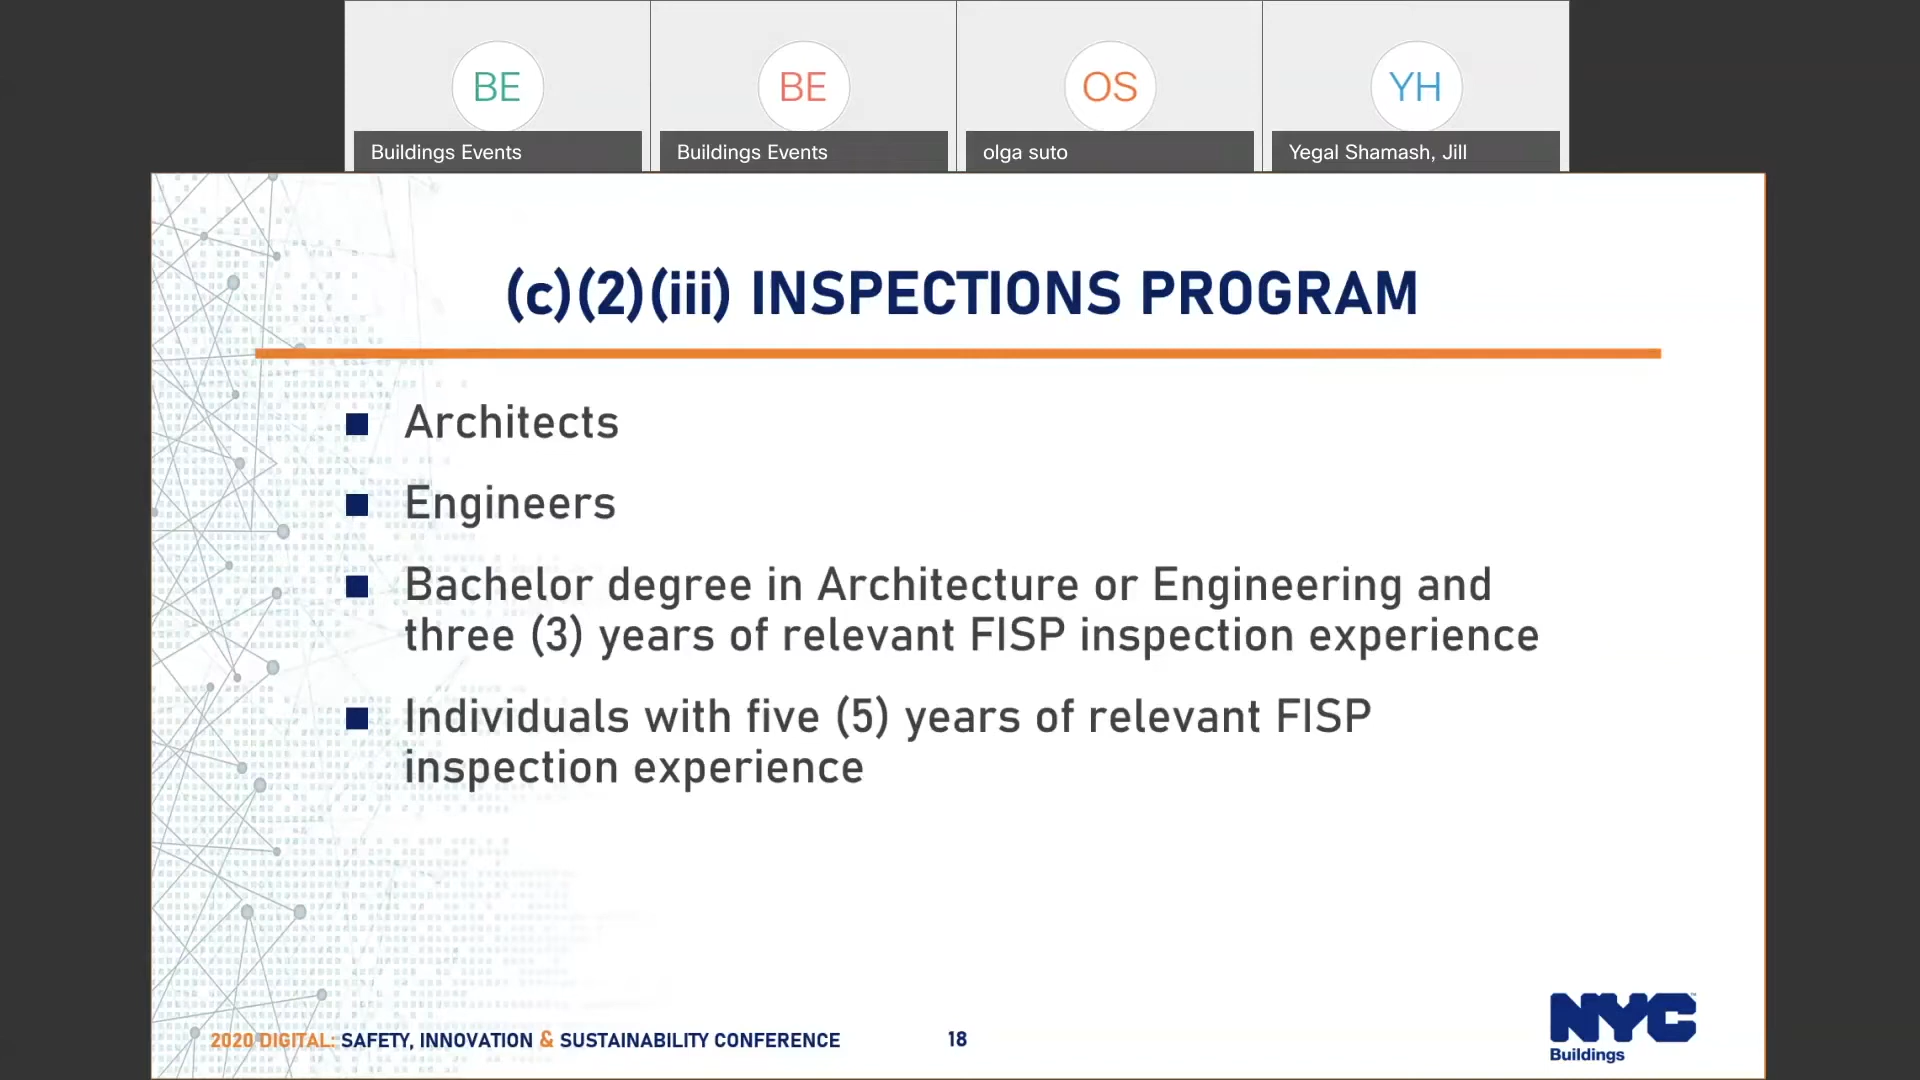 BE
BE
OS
YH
Buildings Events
Buildings Events
olga suto
Yegal Shamash, Jill
(c)(2)(iii) INSPECTIONS PROGRAM
Architects
Engineers
Bachelor degree in Architecture or Engineering and
three (3) years of relevant FISP inspection experience
Individuals with five (5) years of relevant FISP
inspection experience
2020 DIGITAL: SAFETY, INNOVATION & SUSTAINABILITY CONFERENCE
18
NYC
Buildings